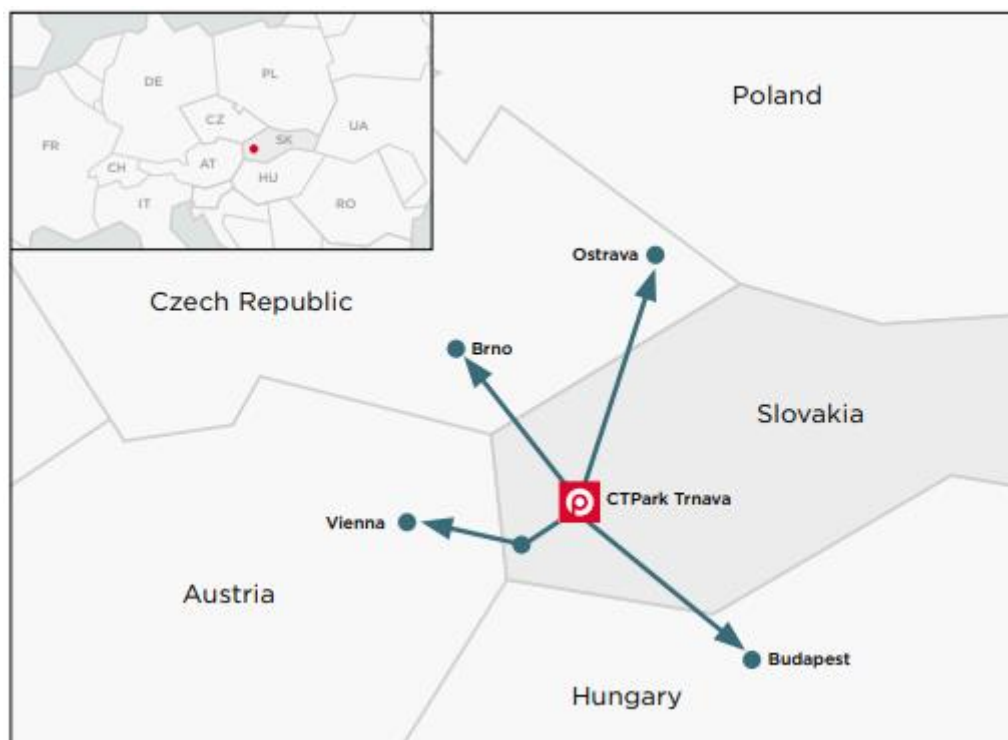 DE
PL
CZ
UA
FR
SK
CH
AT
HU
IT
RO
Poland
Ostrava
Czech Republic
Brno
Slovakia
CTPark Trnava
Vienna
Austria
Budapest
Hungary